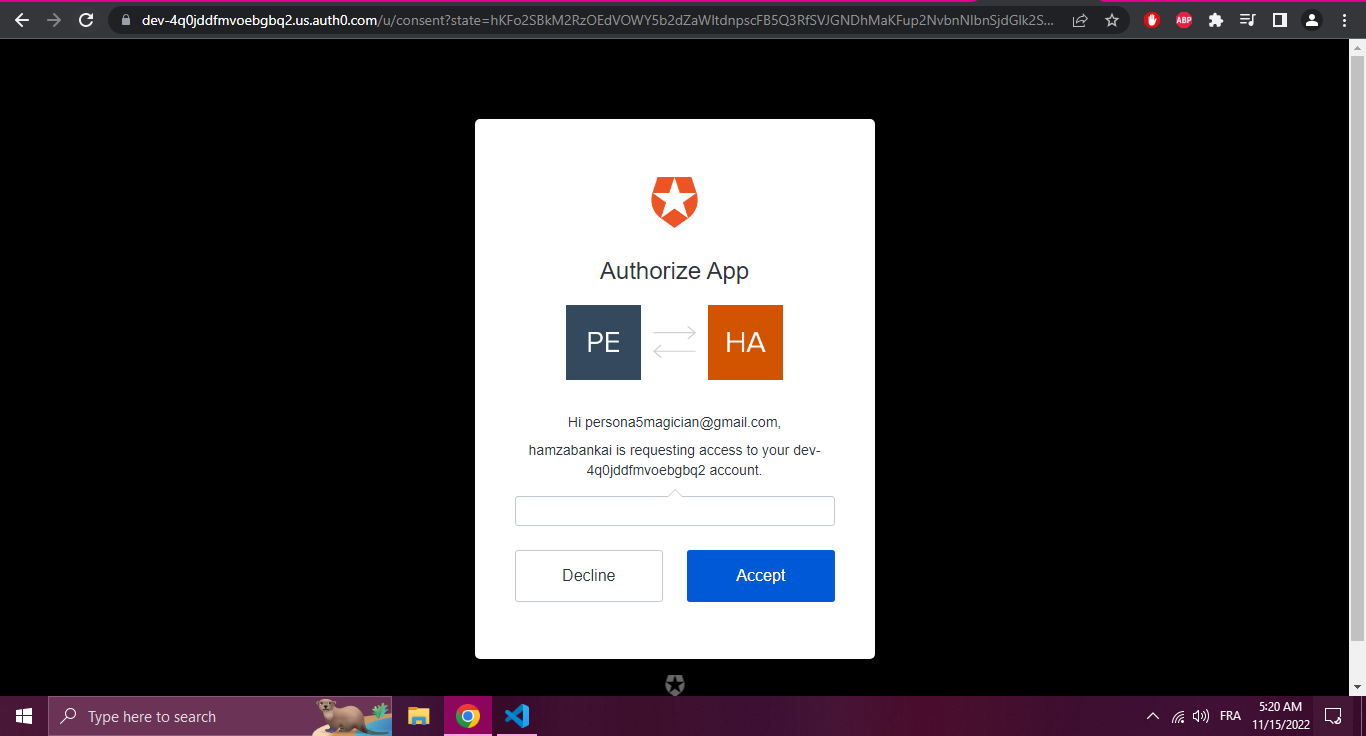 dev-4q0jddfmvoebgbq2.us.auth0.com/u/consent?state=
ABP
Authorize App
PE
HA
Hi persona5magician@gmail.com,
hamzabankai is requesting access to your dev-
4q0jddfmvoebgbq2 account.
Decline
Accept
Type here to search
FRA
5:20 AM
11/15/2022